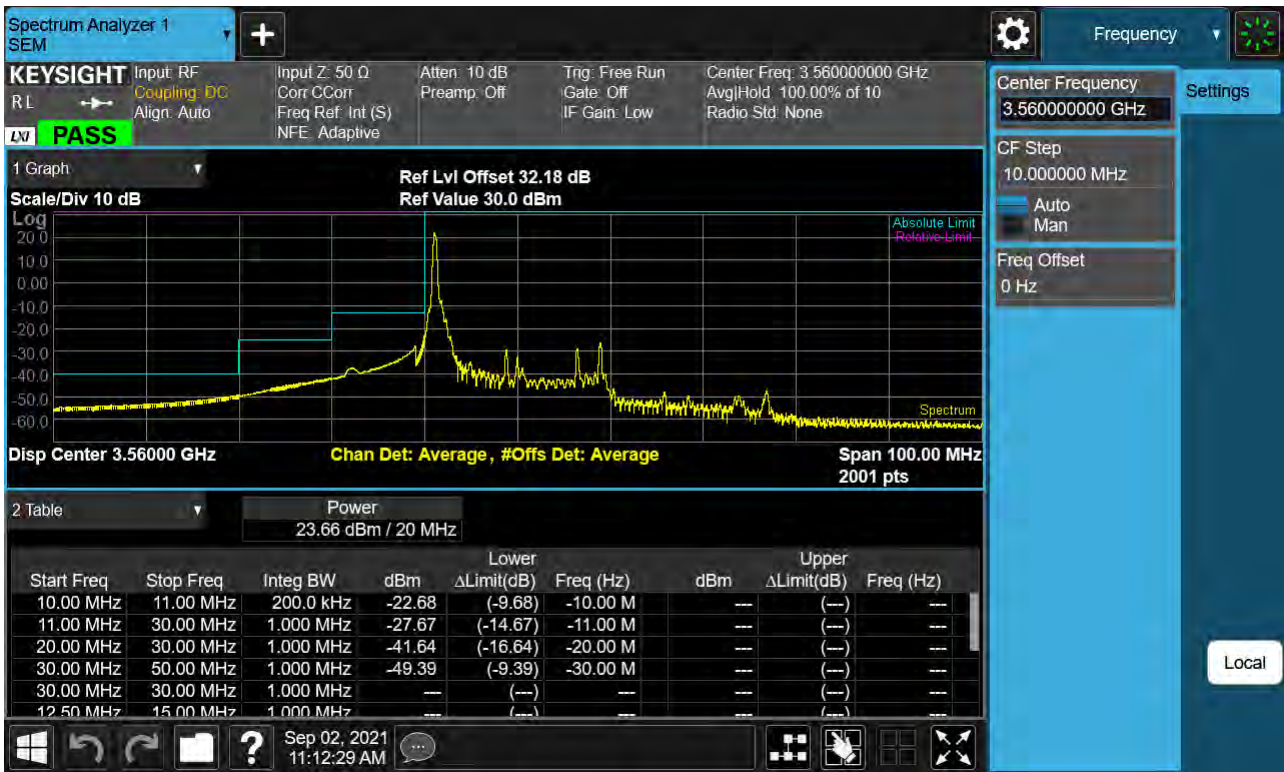 Spectrum Analyzer 1
SEM
Frequency
KEYSIGHT
R L
LXI
PASS
Input: RF
Coupling: DC
Align: Auto
Input Z: 50 Ω
Corr CCorr
Freq Ref: Int (S)
NFE: Adaptive
Atten: 10 dB
Preamp: Off
Trig: Free Run
Gate: Off
IF Gain: Low
Center Freq: 3.560000000 GHz
Avg|Hold: 100.00% of 10
Radio Std: None
Center Frequency
3.560000000 GHz
Settings
CF Step
10.000000 MHz
Auto
Man
Freq Offset
0 Hz
Local
1 Graph
Scale/Div 10 dB
Ref Lvl Offset 32.18 dB
Ref Value 30.0 dBm
Log
20.0
10.0
0.00
-10.0
-20.0
-30.0
-40.0
-50.0
-60.0
Absolute Limit
Relative Limit
Spectrum
Disp Center 3.56000 GHz
Chan Det: Average, #Offs Det: Average
Span 100.00 MHz
2001 pts
2 Table
Power
23.66 dBm / 20 MHz
Lower Upper
Start Freq Stop Freq Integ BW dBm ΔLimit(dB) Freq (Hz) dBm ΔLimit(dB) Freq (Hz)
10.00 MHz 11.00 MHz 200.0 kHz -22.68 (-9.68) -10.00 M --- (---) ---
11.00 MHz 30.00 MHz 1.000 MHz -27.67 (-14.67) -11.00 M --- (---) ---
20.00 MHz 30.00 MHz 1.000 MHz -41.64 (-16.64) -20.00 M --- (---) ---
30.00 MHz 50.00 MHz 1.000 MHz -49.39 (-9.39) -30.00 M --- (---) ---
30.00 MHz 30.00 MHz 1.000 MHz --- (---) --- --- (---) ---
12.50 MHz 15.00 MHz 1.000 MHz --- (---) --- --- (---) ---
Sep 02, 2021
11:12:29 AM